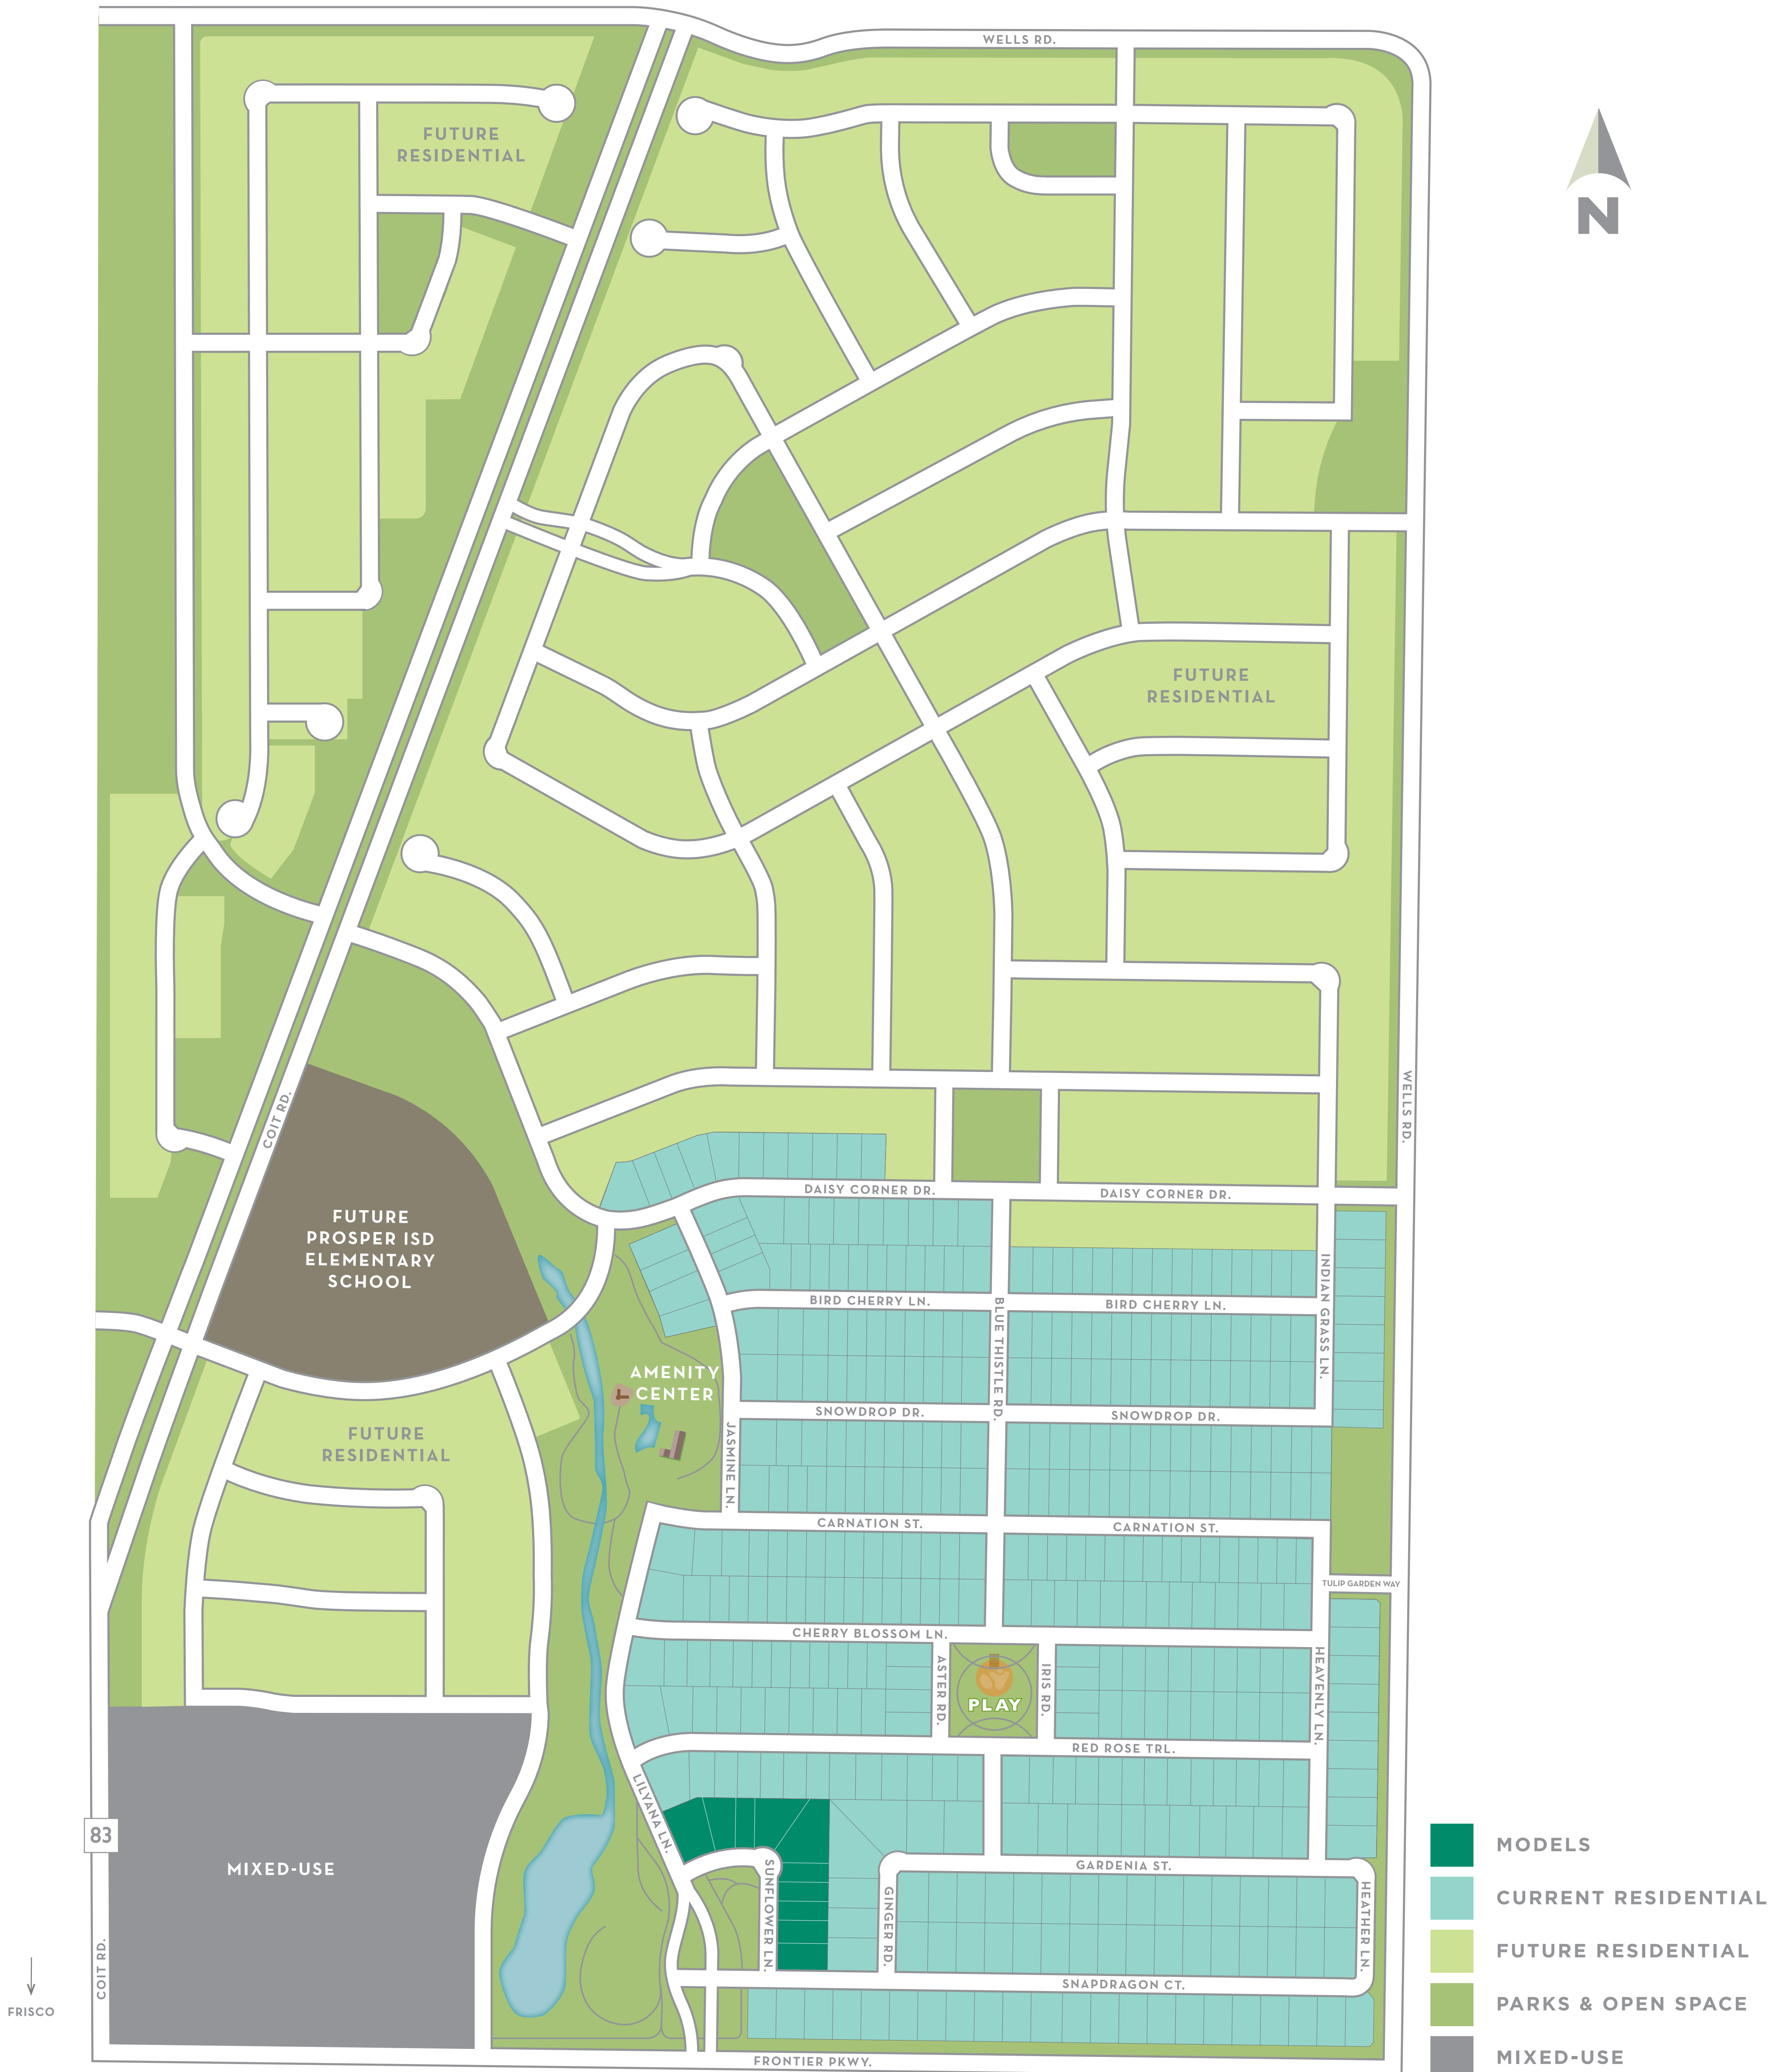 WELLS RD.
FUTURE
RESIDENTIAL
N
FUTURE
RESIDENTIAL
WELLS RD.
COIT RD.
DAISY CORNER DR.
DAISY CORNER DR.
FUTURE
PROSPER ISD
ELEMENTARY
SCHOOL
INDIAN GRASS LN.
BIRD CHERRY LN.
BIRD CHERRY LN.
BLUE THISTLE RD.
AMENITY
CENTER
SNOWDROP DR.
SNOWDROP DR.
JASMINE LN.
FUTURE
RESIDENTIAL
CARNATION ST.
CARNATION ST.
TULIP GARDEN WAY
CHERRY BLOSSOM LN.
ASTER RD.
PLAY
IRIS RD.
HEAVENLY LN.
RED ROSE TRL.
LILYANA LN.
83
MIXED-USE
SUNFLOWER LN.
GINGER RD.
GARDENIA ST.
HEATHER LN.
COIT RD.
SNAPDRAGON CT.
FRISCO
FRONTIER PKWY.
MODELS
CURRENT RESIDENTIAL
FUTURE RESIDENTIAL
PARKS & OPEN SPACE
MIXED-USE